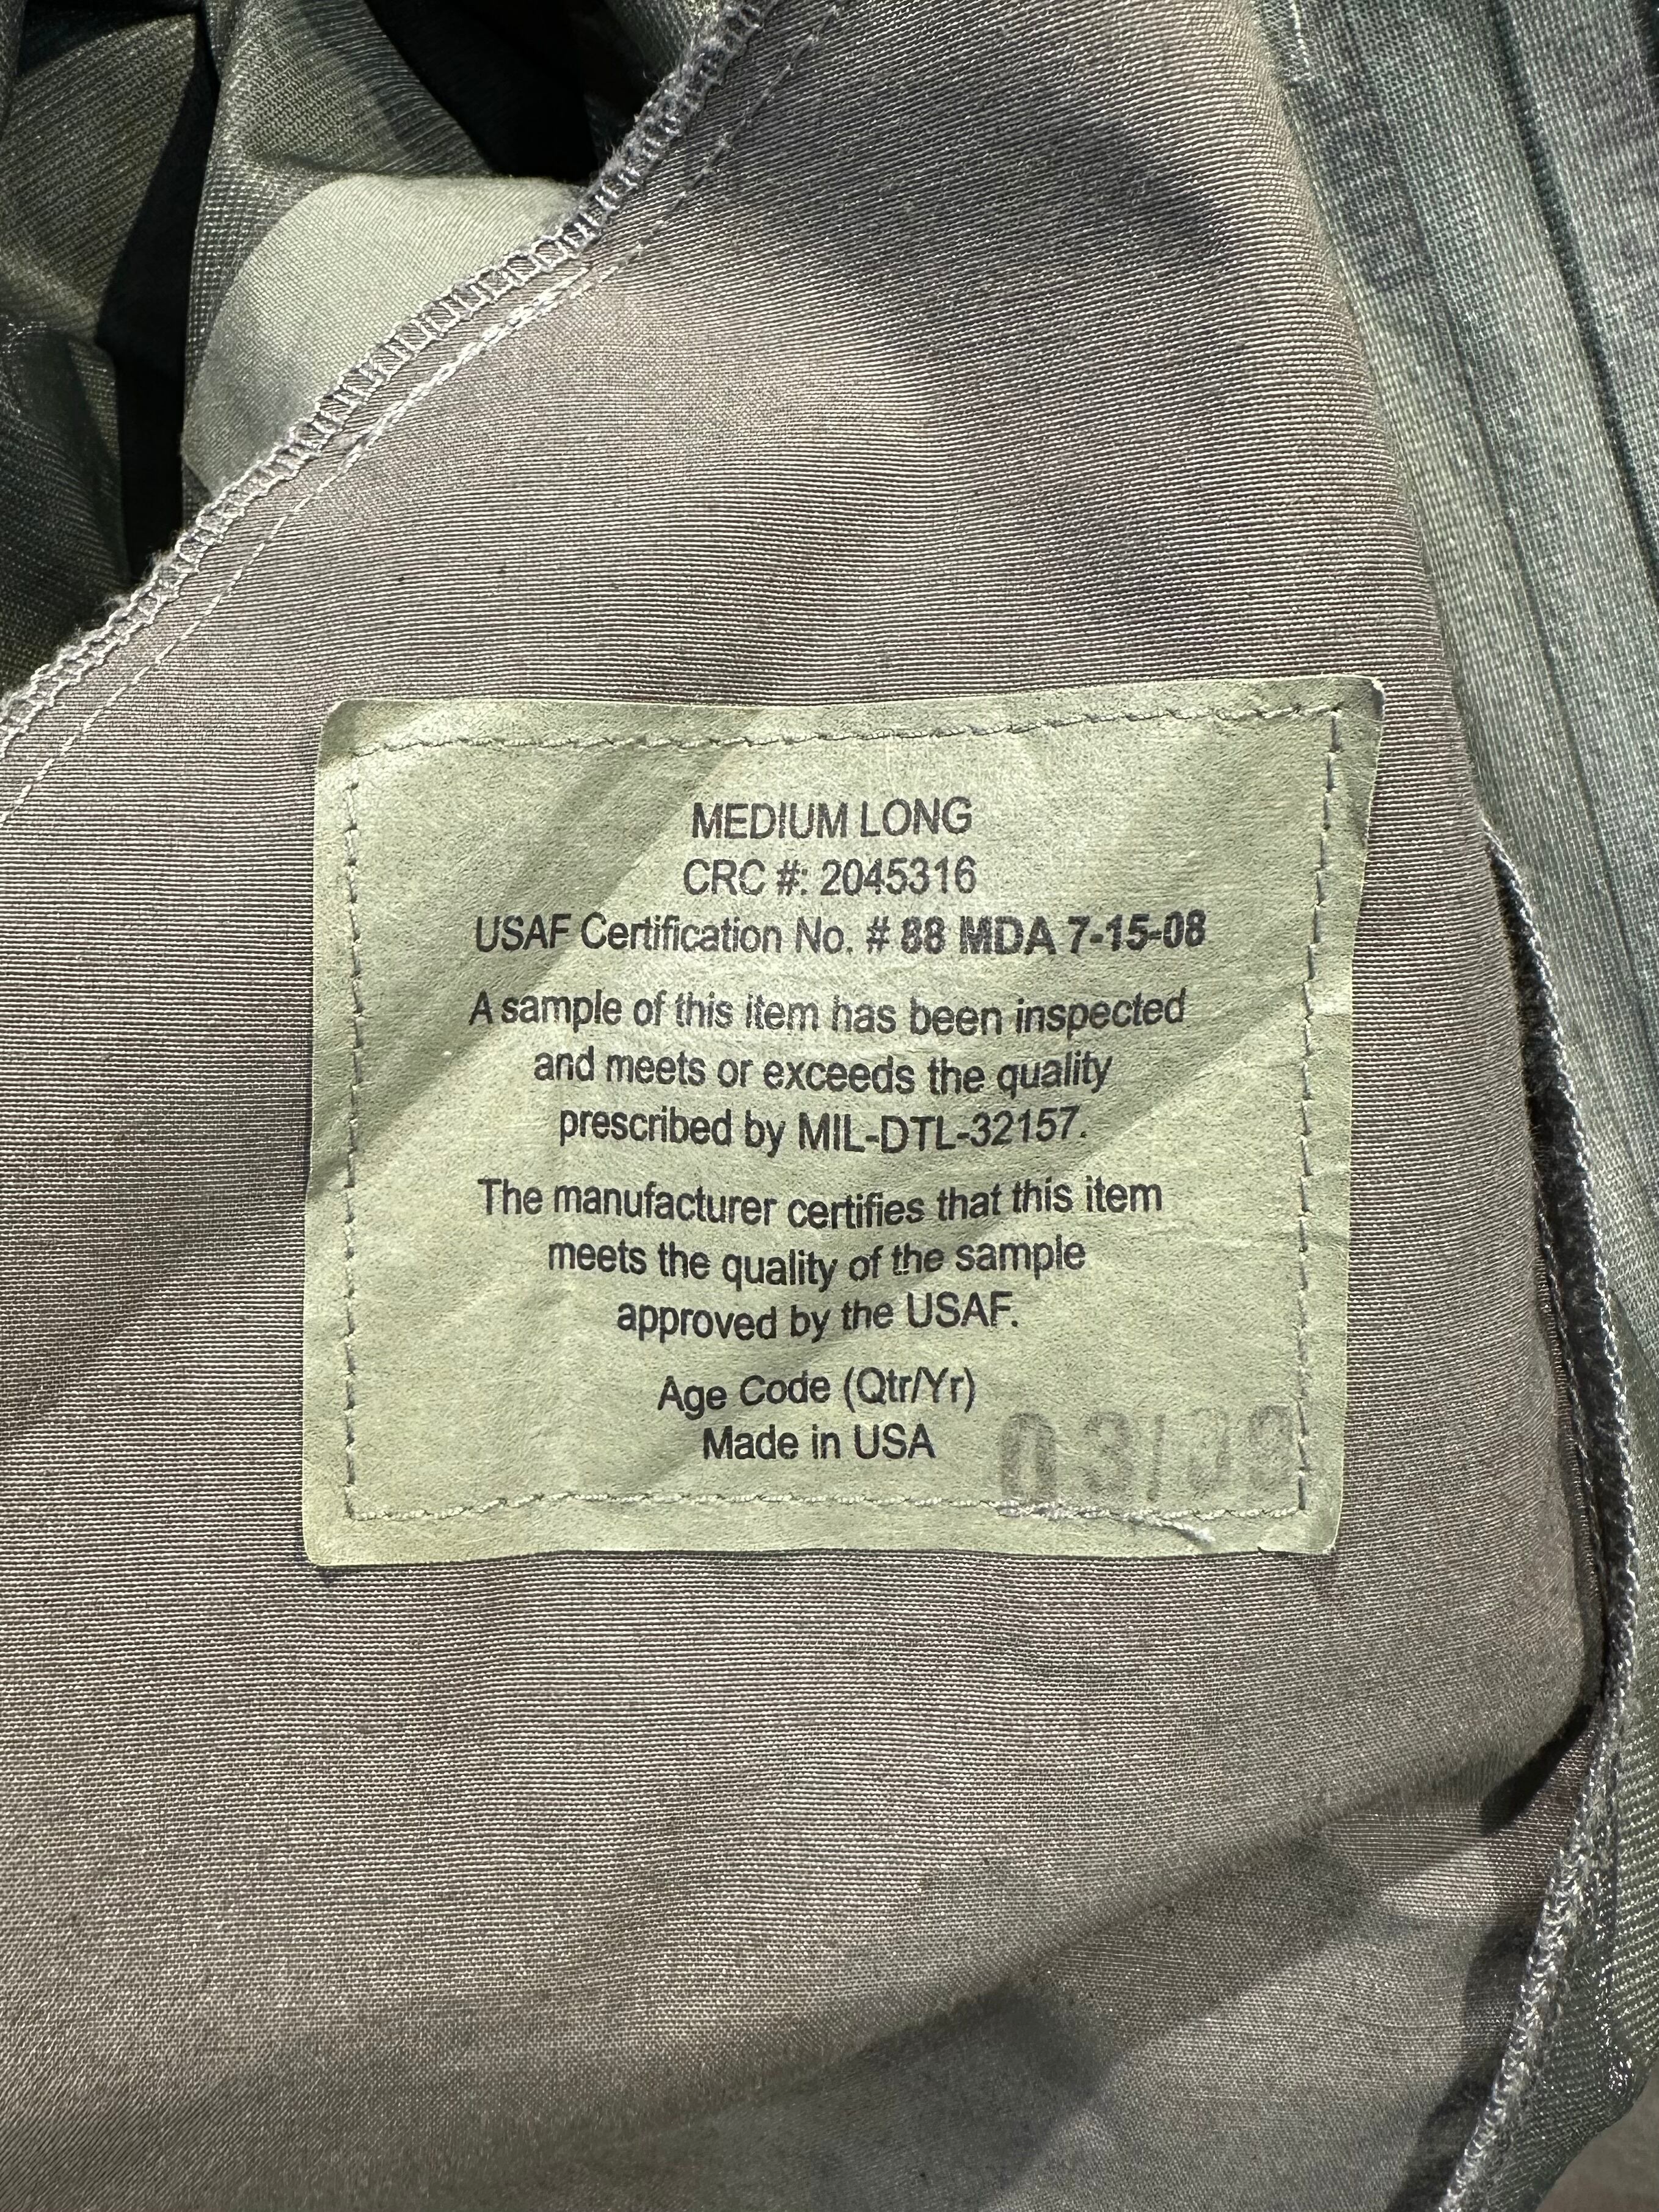 MEDIUM LONG
CRC #: 2045316
USAF Certification No. # 88 MDA 7-15-08
A sample of this item has been inspected
and meets or exceeds the quality
prescribed by MIL-DTL-32157.
The manufacturer certifies that this item
meets the quality of the sample
approved by the USAF.
Age Code (Qtr/Yr)
Made in USA
03/09